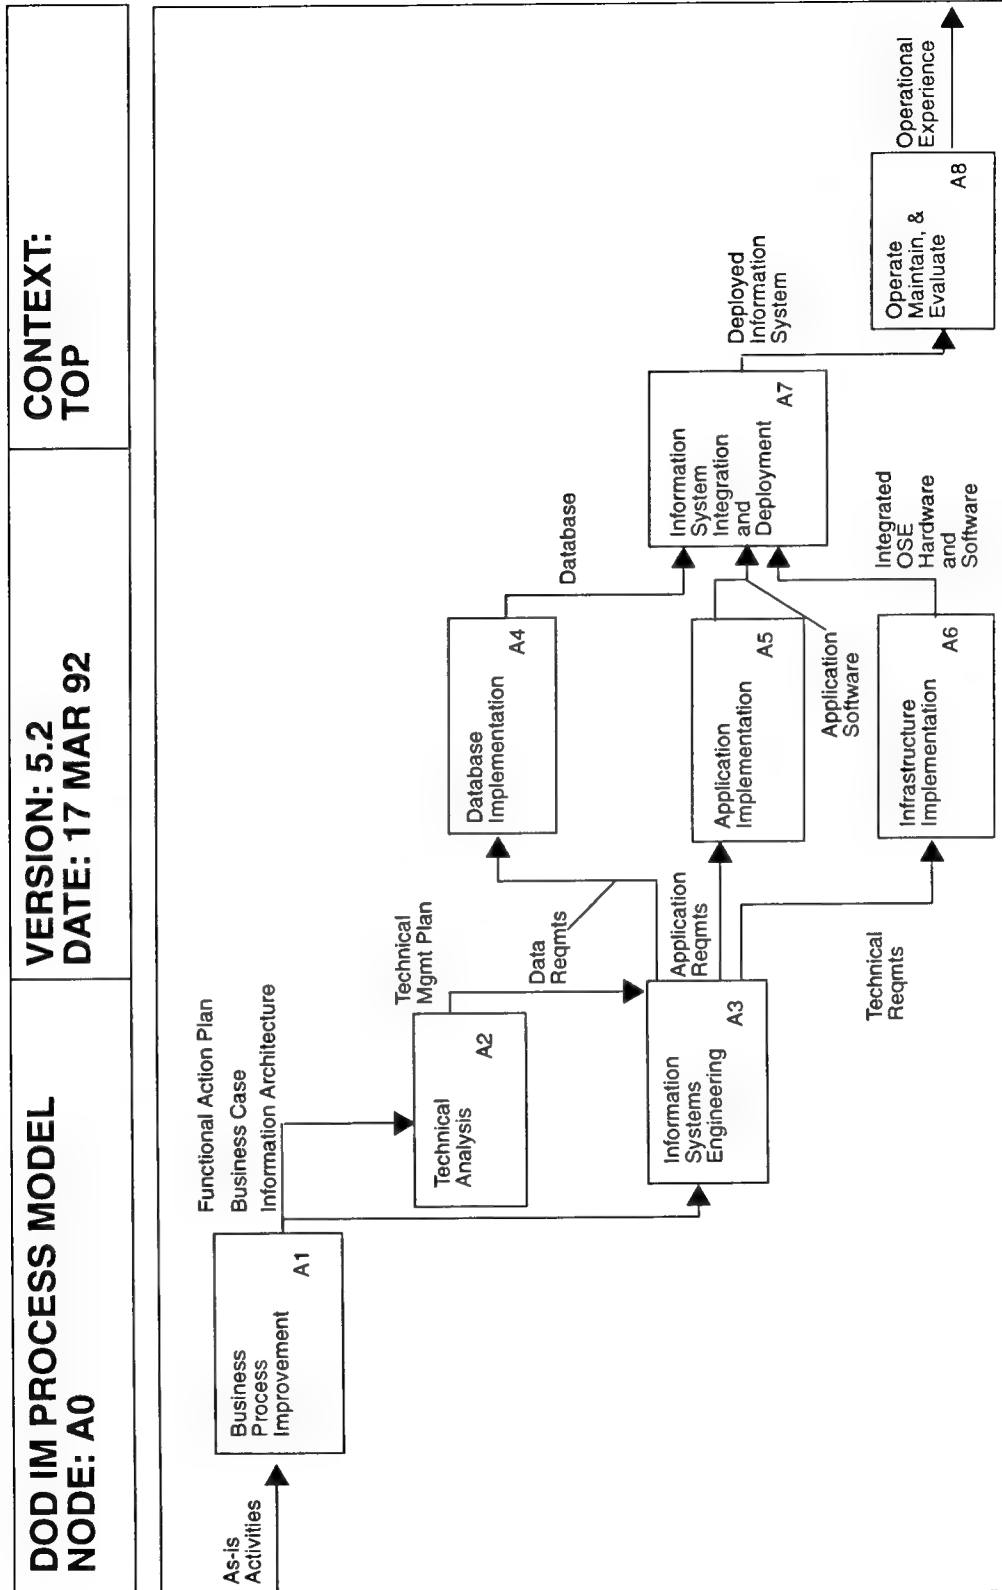 DOD IM PROCESS MODEL
NODE: A0
VERSION: 5.2
DATE: 17 MAR 92
CONTEXT:
TOP
As-is
Activities
Business
Process
Improvement
A1
Functional Action Plan
Business Case
Information Architecture
Technical
Analysis
A2
Technical
Mgmt Plan
Information
Systems
Engineering
A3
Data
Reqmts
Application
Reqmts
Technical
Reqmts
Database
Implementation
A4
Database
Application
Implementation
A5
Application
Software
Infrastructure
Implementation
A6
Integrated
OSE
Hardware
and
Software
Information
System
Integration
and
Deployment
A7
Deployed
Information
System
Operate
Maintain, &
Evaluate
A8
Operational
Experience